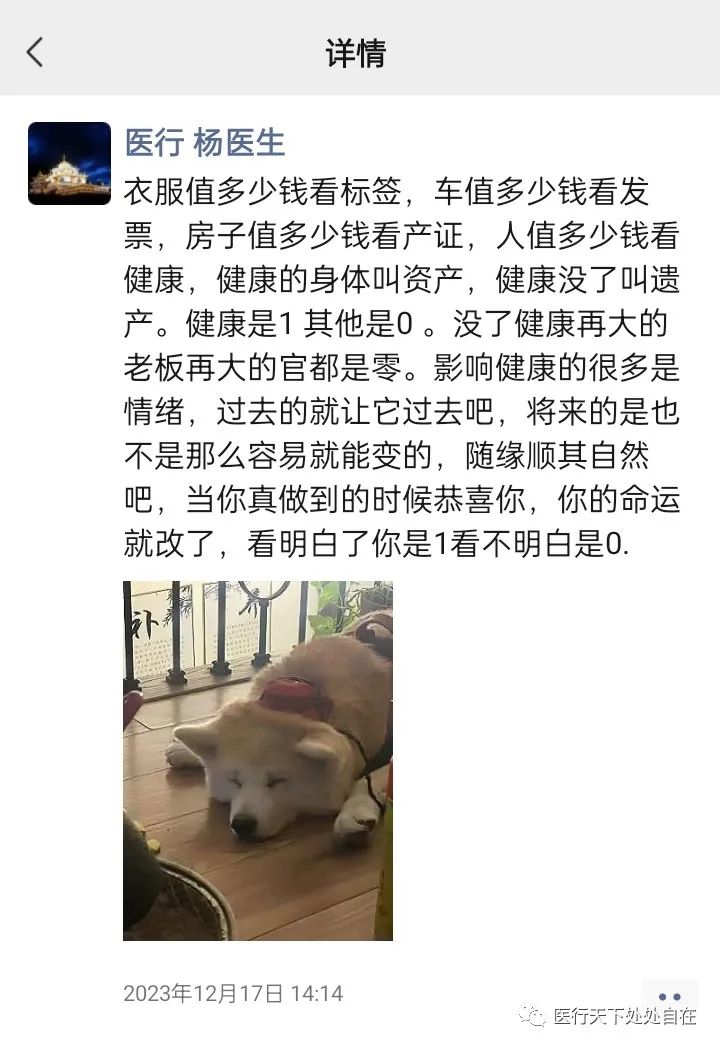 详情
医行 杨医生
衣服值多少钱看标签，车值多少钱看发
票，房子值多少钱看产证，人值多少钱看
健康，健康的身体叫资产，健康没了叫遗
产。健康是1 其他是0 。没了健康再大的
老板再大的官都是零。影响健康的很多是
情绪，过去的就让它过去吧，将来的是也
不是那么容易就能变的，随缘顺其自然
吧，当你真做到的时候恭喜你，你的命运
就改了，看明白了你是1看不明白是0.
补
2023年12月17日 14:14
医行天下处处自在